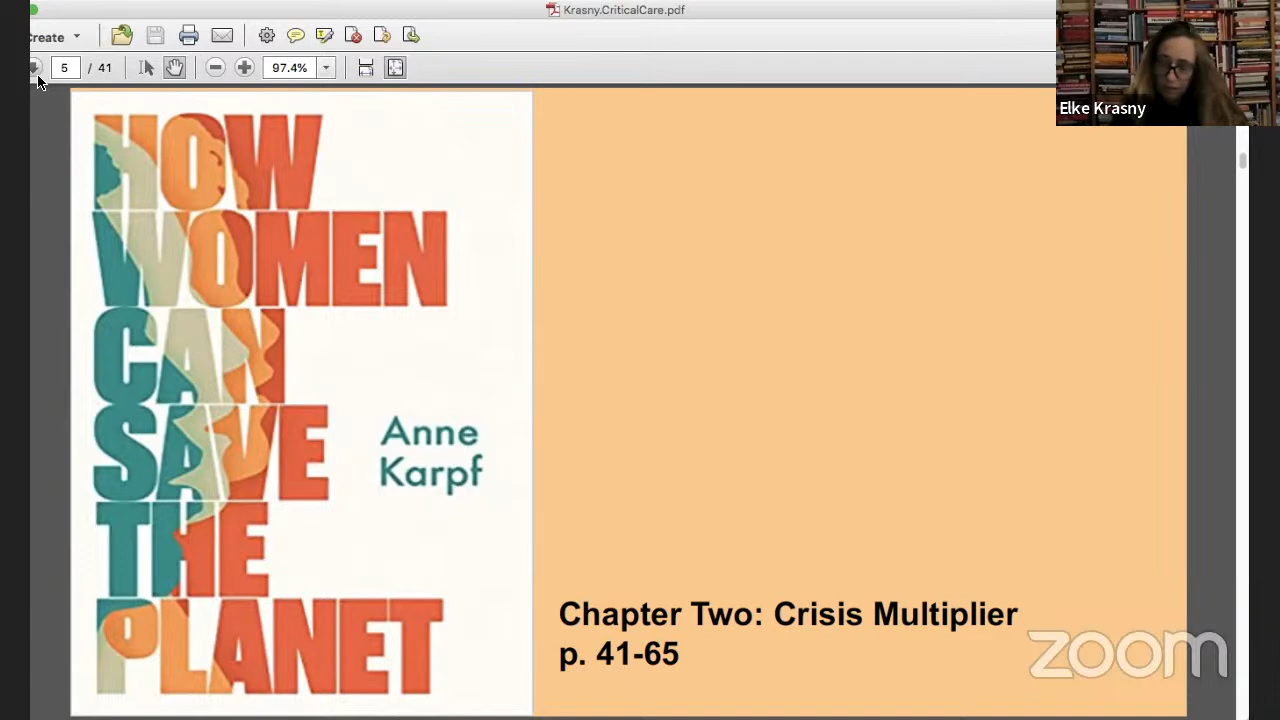 Krasny.CriticalCare.pdf
Create
5 / 41
97.4%
Elke Krasny
HOW
WOMEN
CAN
SAVE
THE
PLANET
Anne
Karpf
Chapter Two: Crisis Multiplier
p. 41-65
zoom